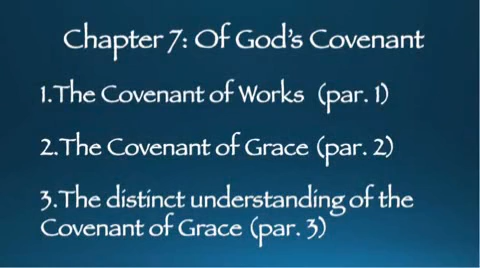 Chapter 7: Of God's Covenant
1.The Covenant of Works (par. 1)
2.The Covenant of Grace (par. 2)
3.The distinct understanding of the
Covenant of Grace (par. 3)